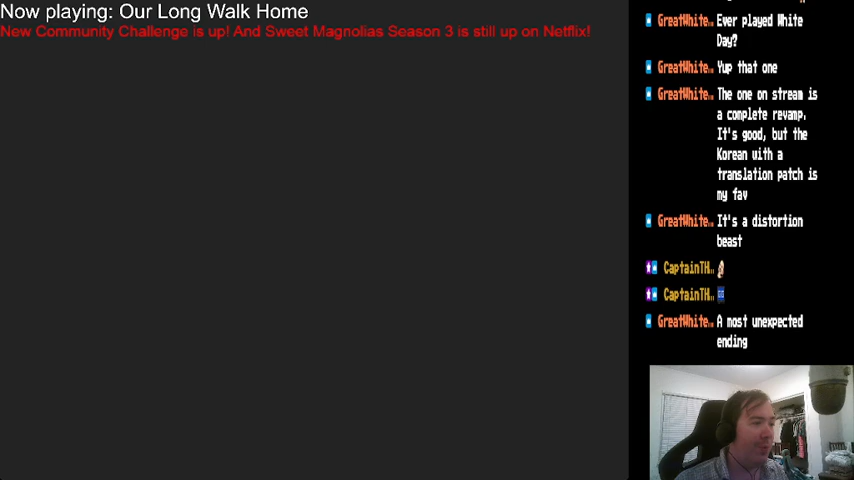 Now playing: Our Long Walk Home
New Community Challenge is up! And Sweet Magnolias Season 3 is still up on Netflix!
GreatWhite.. Ever played White
Day?
GreatWhite.. Yup that one
GreatWhite.. The one on stream is
a complete revamp.
It's good, but the
Korean with a
translation patch is
my fav
GreatWhite.. It's a distortion
beast
CaptainTH..
CaptainTH..
GreatWhite.. A most unexpected
ending